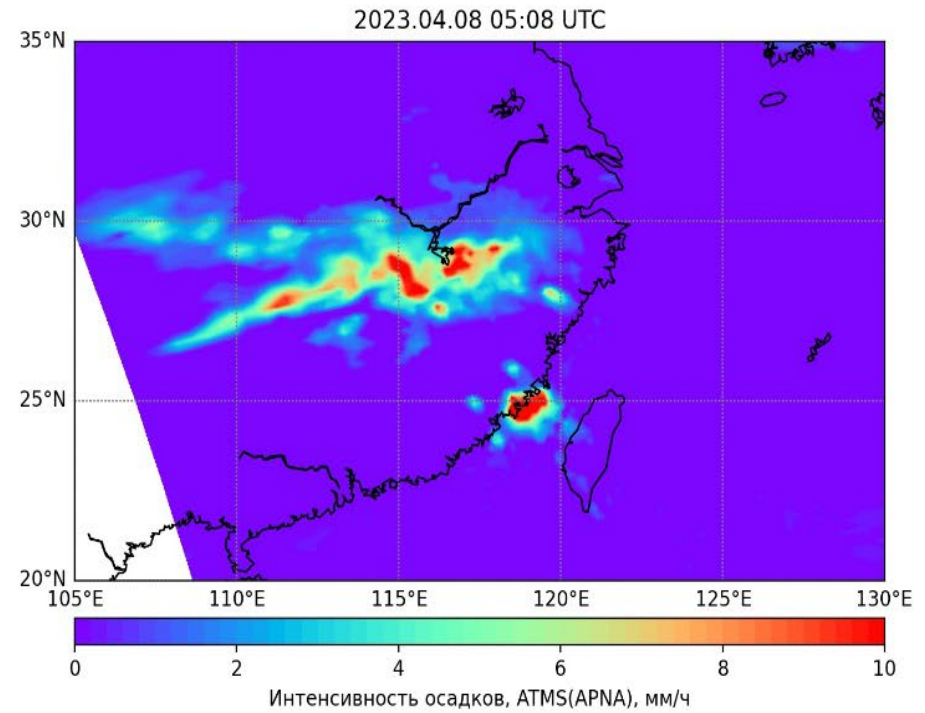 2023.04.08 05:08 UTC
35°N
30°N
25°N
20°N
105°E 110°E 115°E 120°E 125°E 130°E
0 2 4 6 8 10
Интенсивность осадков, ATMS(APNA), мм/ч